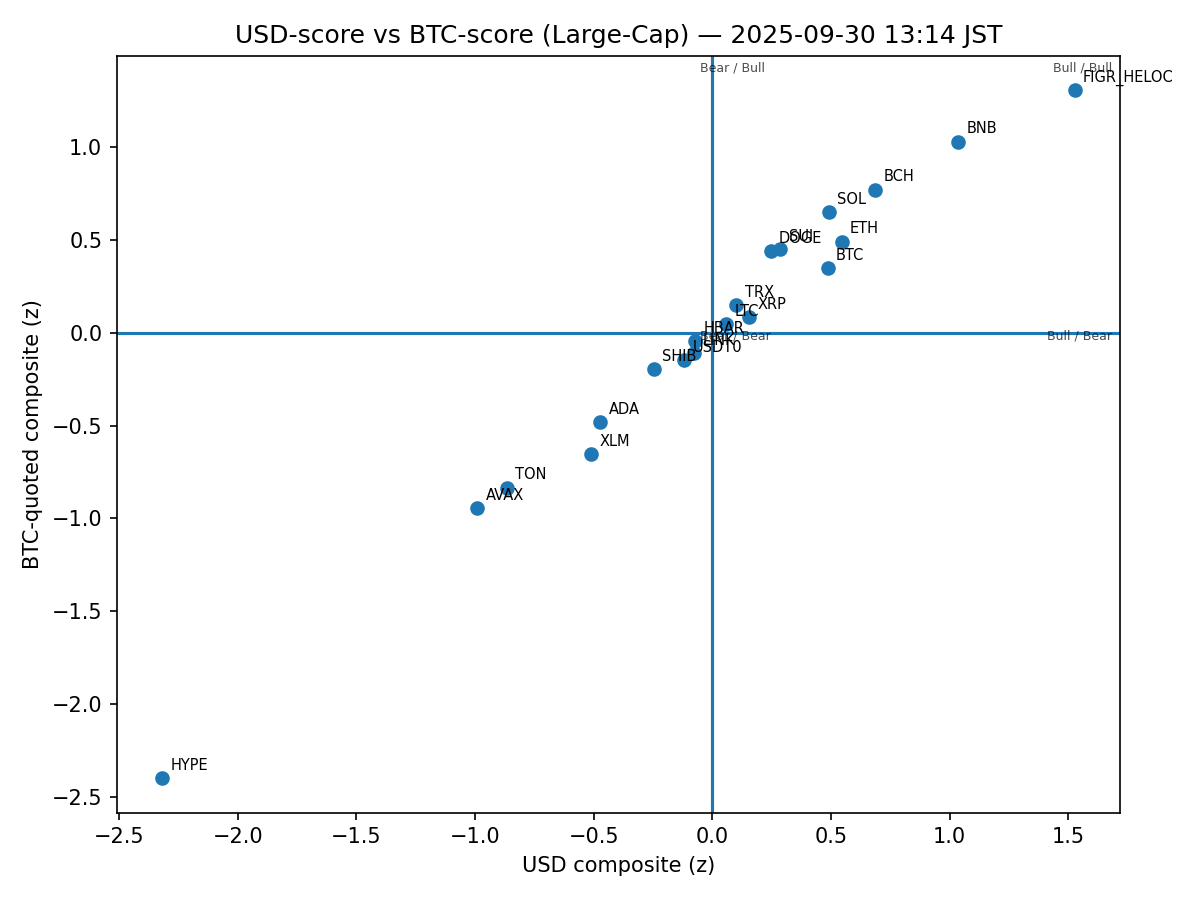 USD-score vs BTC-score (Large-Cap) — 2025-09-30 13:14 JST
Bear / Bull
Bull / Bull
FIGR_HELOC
BNB
BCH
SOL
ETH
DOGE
SUI
BTC
TRX
XRP
LTC
HBAR
Bear / Bear
Bull / Bear
LINK
USDT0
SHIB
ADA
XLM
TON
AVAX
HYPE
1.0
0.5
0.0
−0.5
−1.0
−1.5
−2.0
−2.5
BTC-quoted composite (z)
−2.5
−2.0
−1.5
−1.0
−0.5
0.0
0.5
1.0
1.5
USD composite (z)